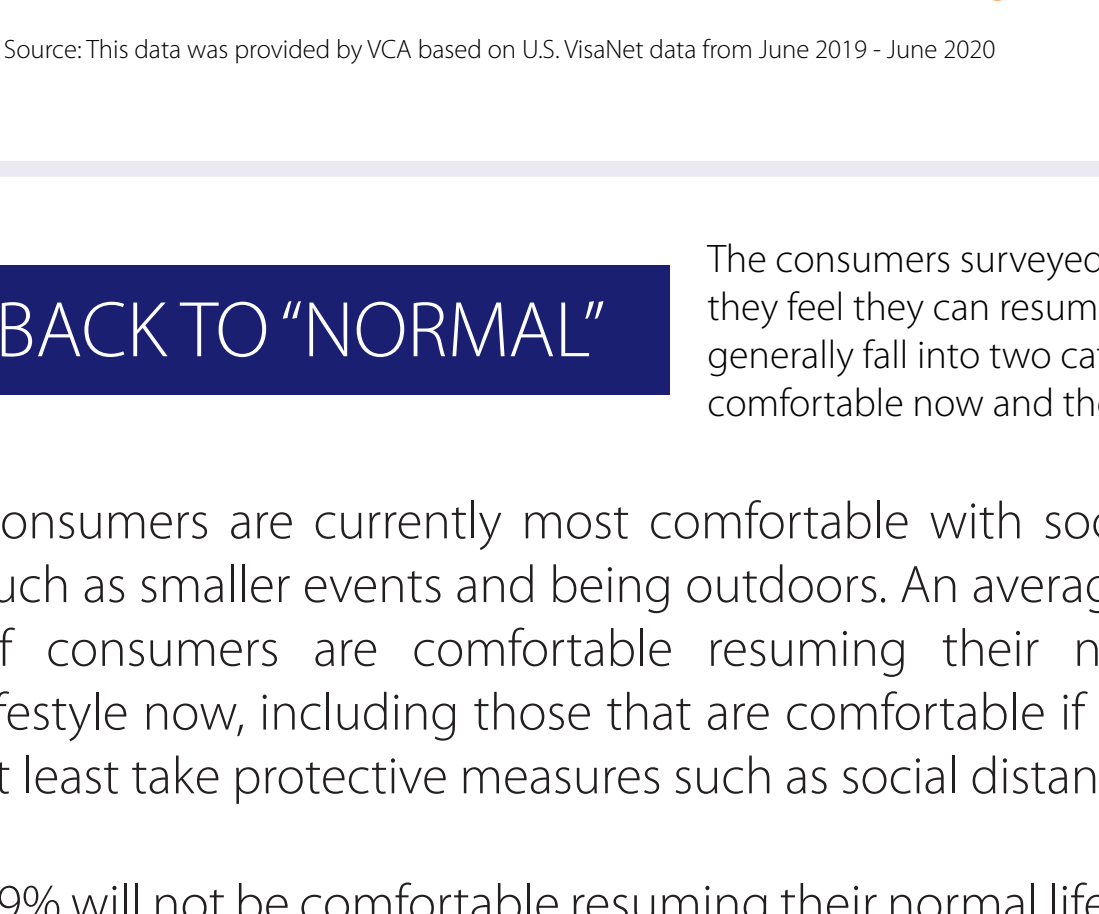 Source: This data was provided by VCA based on U.S. VisaNet data from June 2019 - June 2020
BACK TO “NORMAL”
The consumers surveyed
they feel they can resum
generally fall into two ca
comfortable now and th
onsumers are currently most comfortable with soc
uch as smaller events and being outdoors. An averag
f consumers are comfortable resuming their n
festyle now, including those that are comfortable if
t least take protective measures such as social distan
9% will not be comfortable resuming their normal life